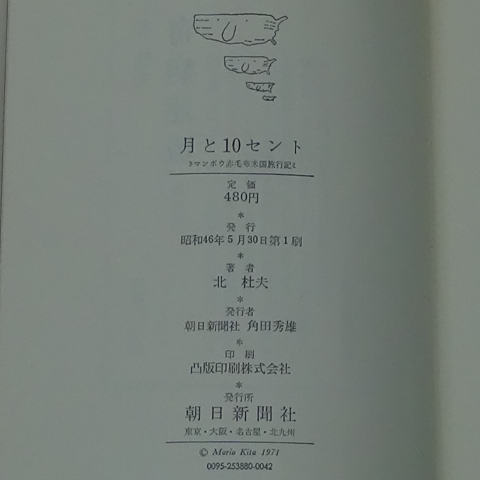 月と10セント
マンボウ赤毛布米国旅行記
定価
480円
*
発行
昭和46年5月30日第1刷
*
著者
北 杜夫
*
発行者
朝日新聞社 角田秀雄
*
印刷
凸版印刷株式会社
*
発行所
朝日新聞社
東京・大阪・名古屋・北九州
© Morio Kita 1971
0095-253880-0042